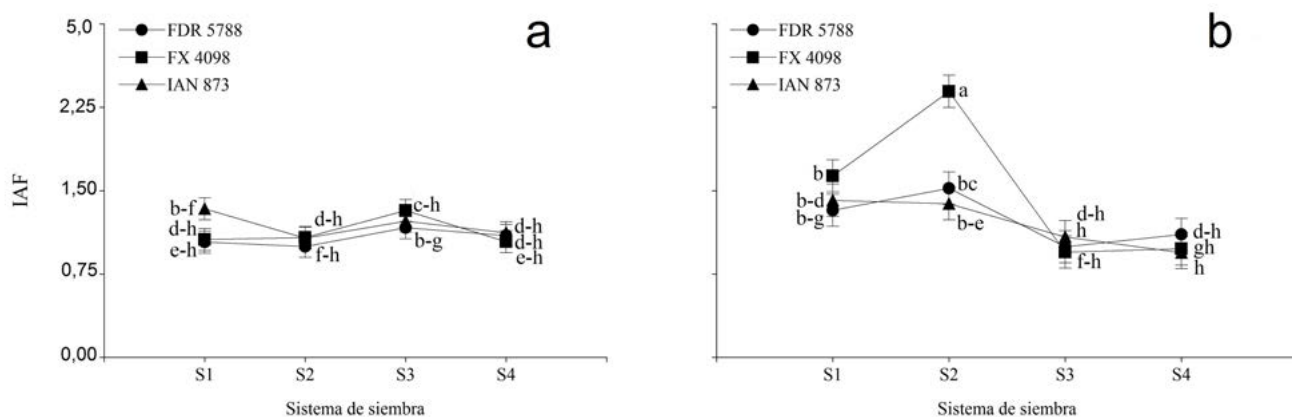 5,0
2,25
1,50
0,75
0,00
IAF
FDR 5788
FX 4098
IAN 873
a
b-f
d-h
e-h
d-h
f-h
c-h
b-g
d-h
d-h
e-h
S1
S2
S3
S4
Sistema de siembra
FDR 5788
FX 4098
IAN 873
b
b
b-d
b-g
a
bc
b-e
d-h
h
f-h
d-h
gh
h
S1
S2
S3
S4
Sistema de siembra